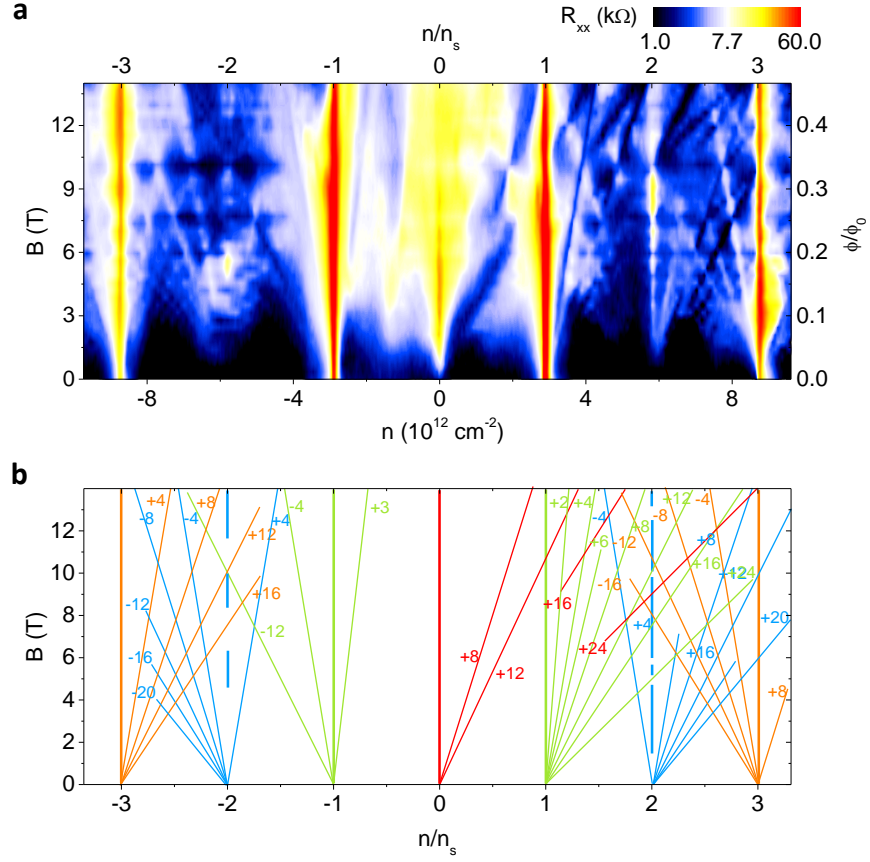 a
R_xx (kΩ)
1.0 7.7 60.0
n/n_s
-3 -2 -1 0 1 2 3
B (T)
12
9
6
3
0
0.4
0.3
0.2
0.1
0.0
ϕ/ϕ_0
-8 -4 0 4 8
n (10^12 cm^-2)
b
B (T)
12
10
8
6
4
2
0
+4 +8 -4 +3 +2 +4 -4 +12 -4
-8 -4 +12 +4 +8 -8
+6 -12 +8
-12 +16 -16 +16 +12 +24
-12 +16 +20
-16 +8 +24 +4 +16
-20 +12 +8
-3 -2 -1 0 1 2 3
n/n_s